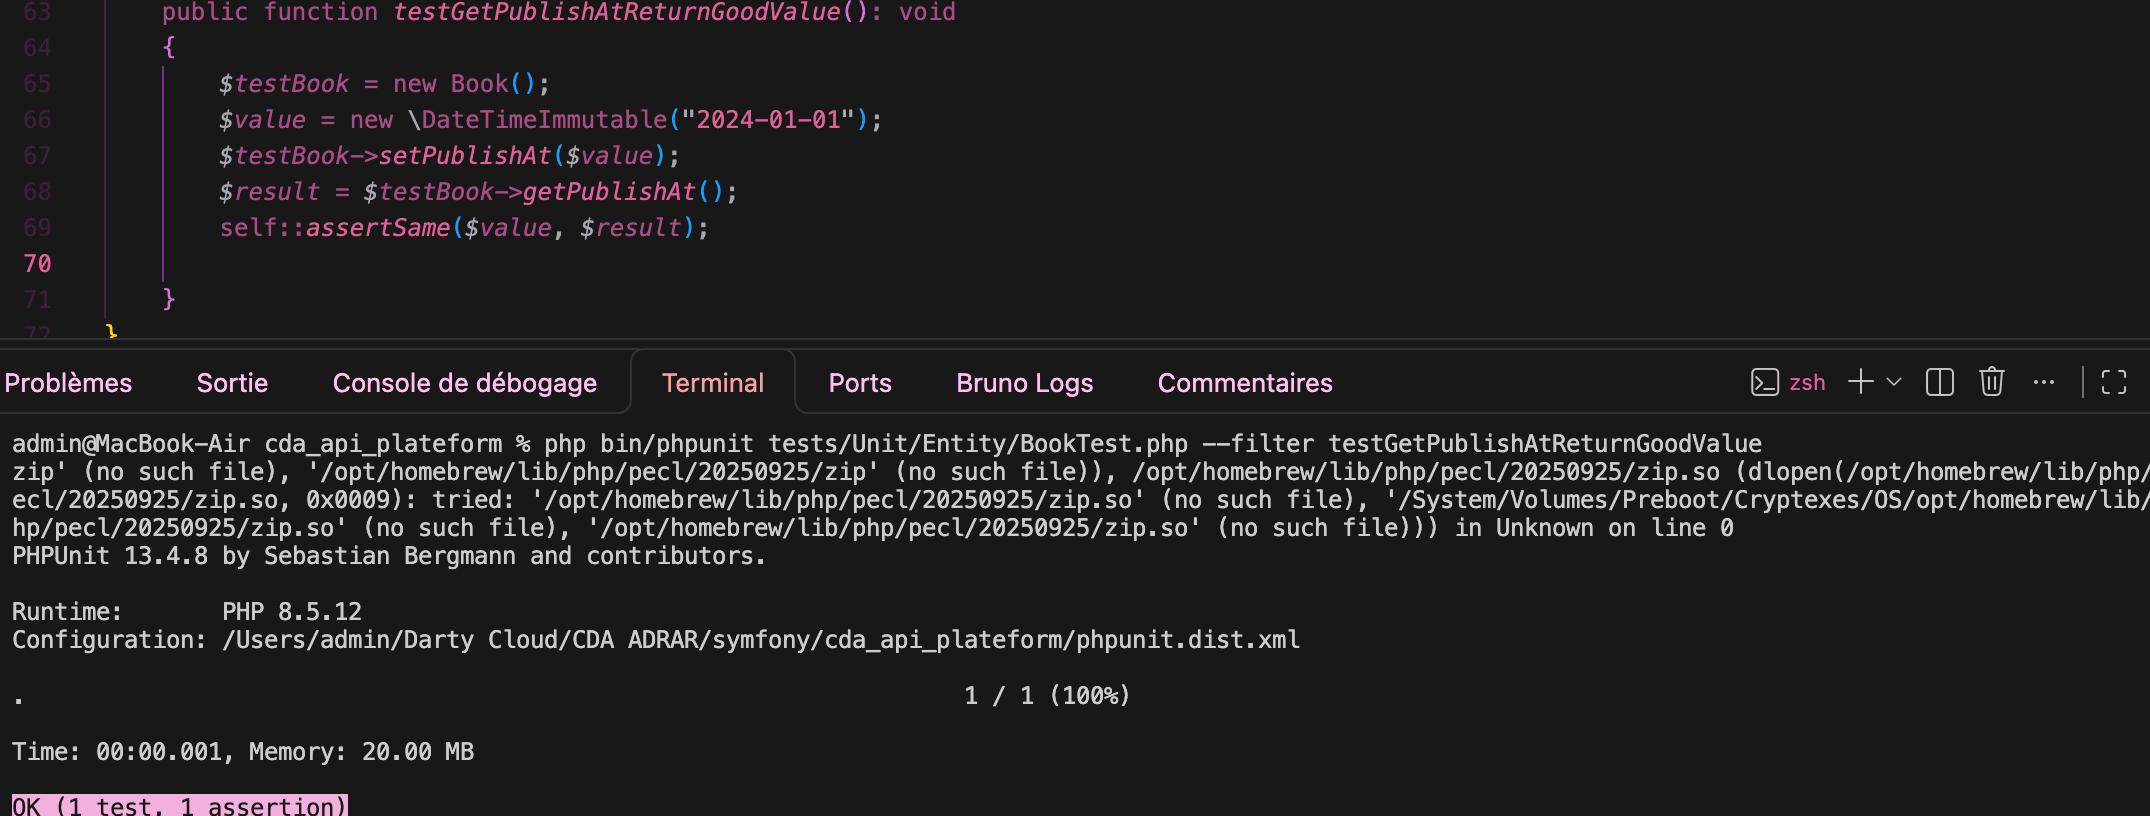 63 public function testGetPublishAtReturnGoodValue(): void
64 {
65 $testBook = new Book();
66 $value = new \DateTimeImmutable("2024-01-01");
67 $testBook->setPublishAt($value);
68 $result = $testBook->getPublishAt();
69 self::assertSame($value, $result);
70
71 }
72 }
Problèmes Sortie Console de débogage Terminal Ports Bruno Logs Commentaires zsh
admin@MacBook-Air cda_api_plateform % php bin/phpunit tests/Unit/Entity/BookTest.php --filter testGetPublishAtReturnGoodValue
zip' (no such file), '/opt/homebrew/lib/php/pecl/20250925/zip' (no such file)), /opt/homebrew/lib/php/pecl/20250925/zip.so (dlopen(/opt/homebrew/lib/php/
ecl/20250925/zip.so, 0x0009): tried: '/opt/homebrew/lib/php/pecl/20250925/zip.so' (no such file), '/System/Volumes/Preboot/Cryptexes/OS/opt/homebrew/lib/
hp/pecl/20250925/zip.so' (no such file), '/opt/homebrew/lib/php/pecl/20250925/zip.so' (no such file))) in Unknown on line 0
PHPUnit 13.4.8 by Sebastian Bergmann and contributors.
Runtime: PHP 8.5.12
Configuration: /Users/admin/Darty Cloud/CDA ADRAR/symfony/cda_api_plateform/phpunit.dist.xml
. 1 / 1 (100%)
Time: 00:00.001, Memory: 20.00 MB
OK (1 test, 1 assertion)